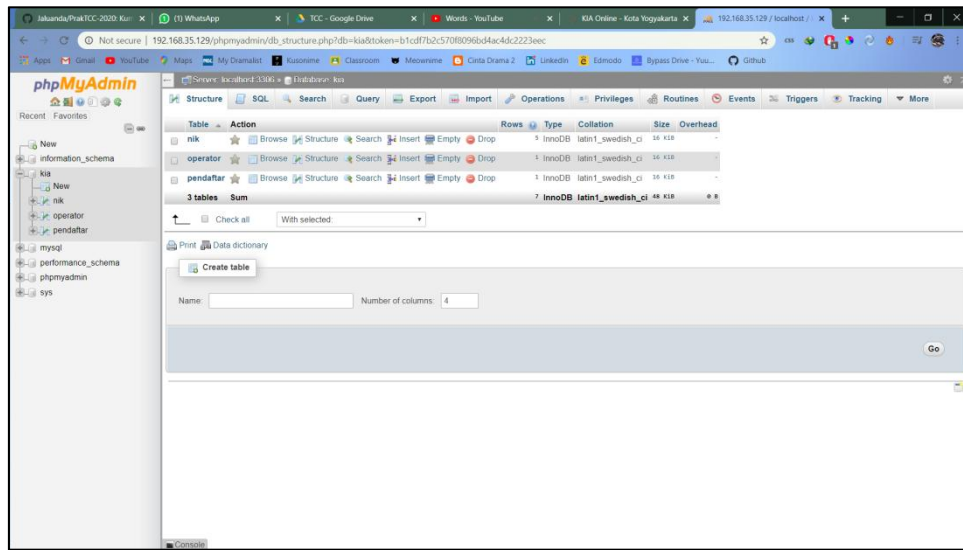 Jakuanda/PrakTCC-2020: Kum
(1) WhatsApp
TCC - Google Drive
Words - YouTube
KIA Online - Kota Yogyakarta
192.168.35.129 / localhost /
Not secure | 192.168.35.129/phpmyadmin/db_structure.php?db=kia&token=b1cdf7b2c570f8096bd4ac4dc2223eec
Apps Gmail YouTube Maps My Dramalist Kusonime Classroom Meownime Cinta Drama 2 Linkedin Edmodo Bypass Drive - Yuu... Github
phpMyAdmin
Recent Favorites
New
information_schema
kia
New
nik
operator
pendaftar
mysql
performance_schema
phpmyadmin
sys
Server: localhost:3306 » Database: kia
Structure SQL Search Query Export Import Operations Privileges Routines Events Triggers Tracking More
Table Action Rows Type Collation Size Overhead
nik Browse Structure Search Insert Empty Drop 5 InnoDB latin1_swedish_ci 16 KiB -
operator Browse Structure Search Insert Empty Drop 1 InnoDB latin1_swedish_ci 16 KiB -
pendaftar Browse Structure Search Insert Empty Drop 1 InnoDB latin1_swedish_ci 16 KiB -
3 tables Sum 7 InnoDB latin1_swedish_ci 48 KiB 0 B
Check all With selected:
Print Data dictionary
Create table
Name: Number of columns: 4
Go
Console